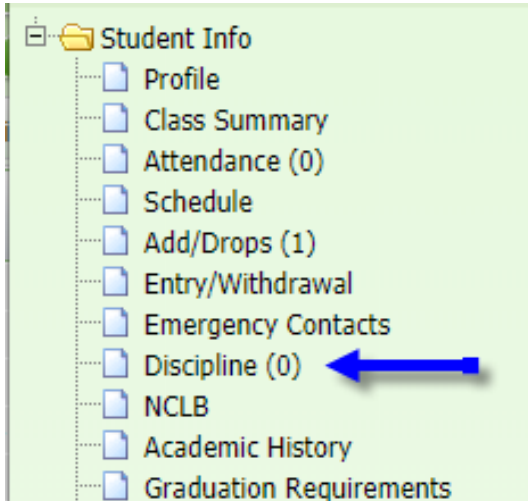 Student Info
Profile
Class Summary
Attendance (0)
Schedule
Add/Drops (1)
Entry/Withdrawal
Emergency Contacts
Discipline (0)
NCLB
Academic History
Graduation Requirements